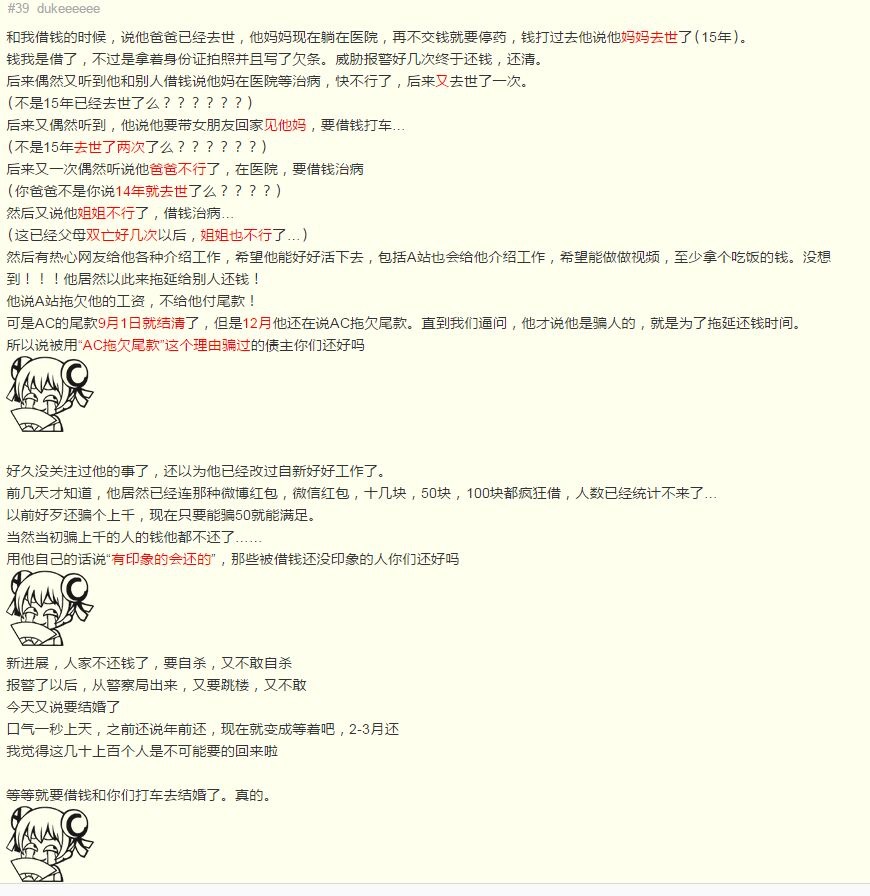 #39 dukeeeeee
和我借钱的时候，说他爸爸已经去世，他妈妈现在躺在医院，再不交钱就要停药，钱打过去他说他妈妈去世了（15年）。
钱我是借了，不过是拿着身份证拍照并且写了欠条。威胁报警好几次终于还钱，还清。
后来偶然又听到他和别人借钱说他妈在医院等治病，快不行了，后来又去世了一次。
（不是15年已经去世了么？？？？？？）
后来又偶然听到，他说他要带女朋友回家见他妈，要借钱打车...
（不是15年去世了两次了么？？？？？？）
后来又一次偶然听说他爸爸不行了，在医院，要借钱治病
（你爸爸不是你说14年就去世了么？？？？）
然后又说他姐姐不行了，借钱治病...
（这已经父母双亡好几次以后，姐姐也不行了...）
然后有热心网友给他各种介绍工作，希望他能好好活下去，包括A站也会给他介绍工作，希望能做做视频，至少拿个吃饭的钱。没想
到！！！他居然以此来拖延给别人还钱！
他说A站拖欠他的工资，不给他付尾款！
可是AC的尾款9月1日就结清了，但是12月他还在说AC拖欠尾款。直到我们逼问，他才说他是骗人的，就是为了拖延还钱时间。
所以说被用“AC拖欠尾款”这个理由骗过的债主你们还好吗
好久没关注过他的事了，还以为他已经改过自新好好工作了。
前几天才知道，他居然已经连那种微博红包，微信红包，十几块，50块，100块都疯狂借，人数已经统计不来了...
以前好歹还骗个上千，现在只要能骗50就能满足。
当然当初骗上千的人的钱他都不还了......
用他自己的话说“有印象的会还的”，那些被借钱还没印象的人你们还好吗
新进展，人家不还钱了，要自杀，又不敢自杀
报警了以后，从警察局出来，又要跳楼，又不敢
今天又说要结婚了
口气一秒上天，之前还说年前还，现在就变成等着吧，2-3月还
我觉得这几十上百个人是不可能要的回来啦
等等就要借钱和你们打车去结婚了。真的。